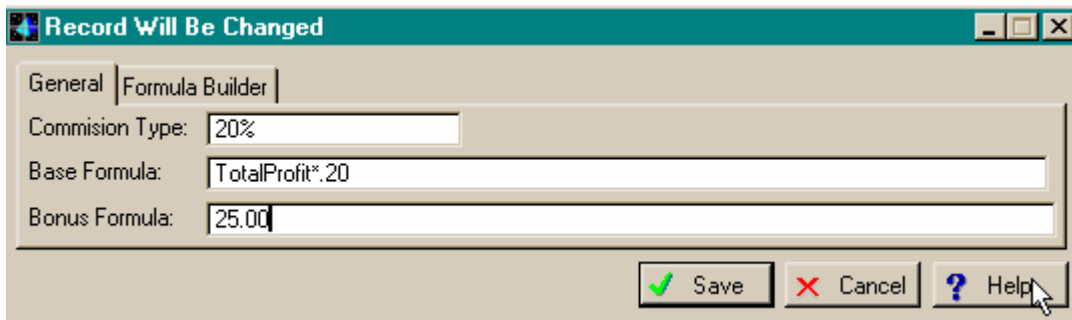 Record Will Be Changed
General Formula Builder
Commision Type: 20%
Base Formula: TotalProfit*.20
Bonus Formula: 25.00
Save Cancel Help